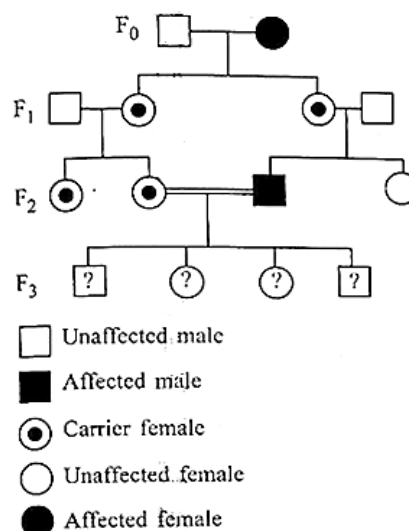 F0
F1
F2
? ? ? ?
F3
Unaffected male
Affected male
Carrier female
Unaffected female
Affected female